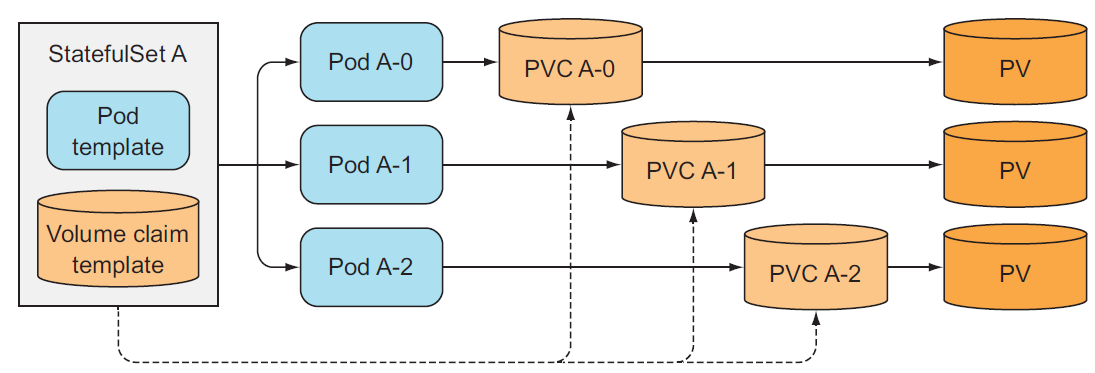 StatefulSet A
Pod
template
Volume claim
template
Pod A-0
PVC A-0
PV
Pod A-1
PVC A-1
PV
Pod A-2
PVC A-2
PV